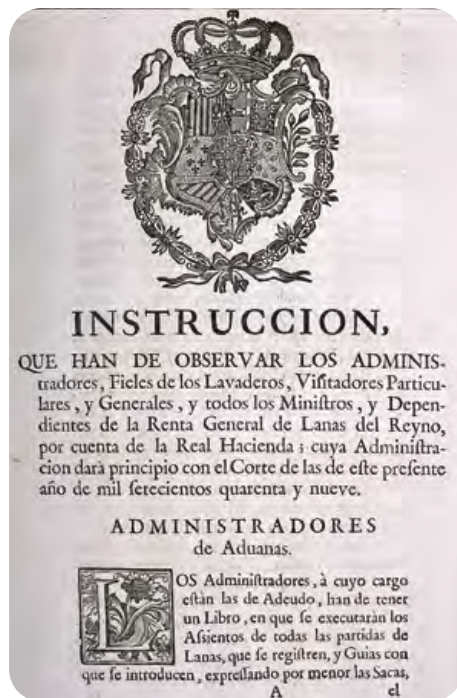 INSTRUCCION,
QUE HAN DE OBSERVAR LOS ADMINIS-
tradores, Fieles de los Lavaderos, Viſitadores Particu-
lares, y Generales, y todos los Miniſtros, y Depen-
dientes de la Renta General de Lanas del Reyno,
por cuenta de la Real Hacienda; cuya Adminiſtra-
cion darà principio con el Corte de las de eſte preſente
año de mil ſetecientos quarenta y nueve.
ADMINISTRADORES
de Aduanas.
LOS Adminiſtradores, à cuyo cargo
eſtàn las de Adeudo, han de tener
un Libro, en que ſe executaràn los
Aſsientos de todas las partidas de
Lanas, que ſe regiſtren, y Guias con
que ſe introducen, expreſſando por menor las Sacas,
A el